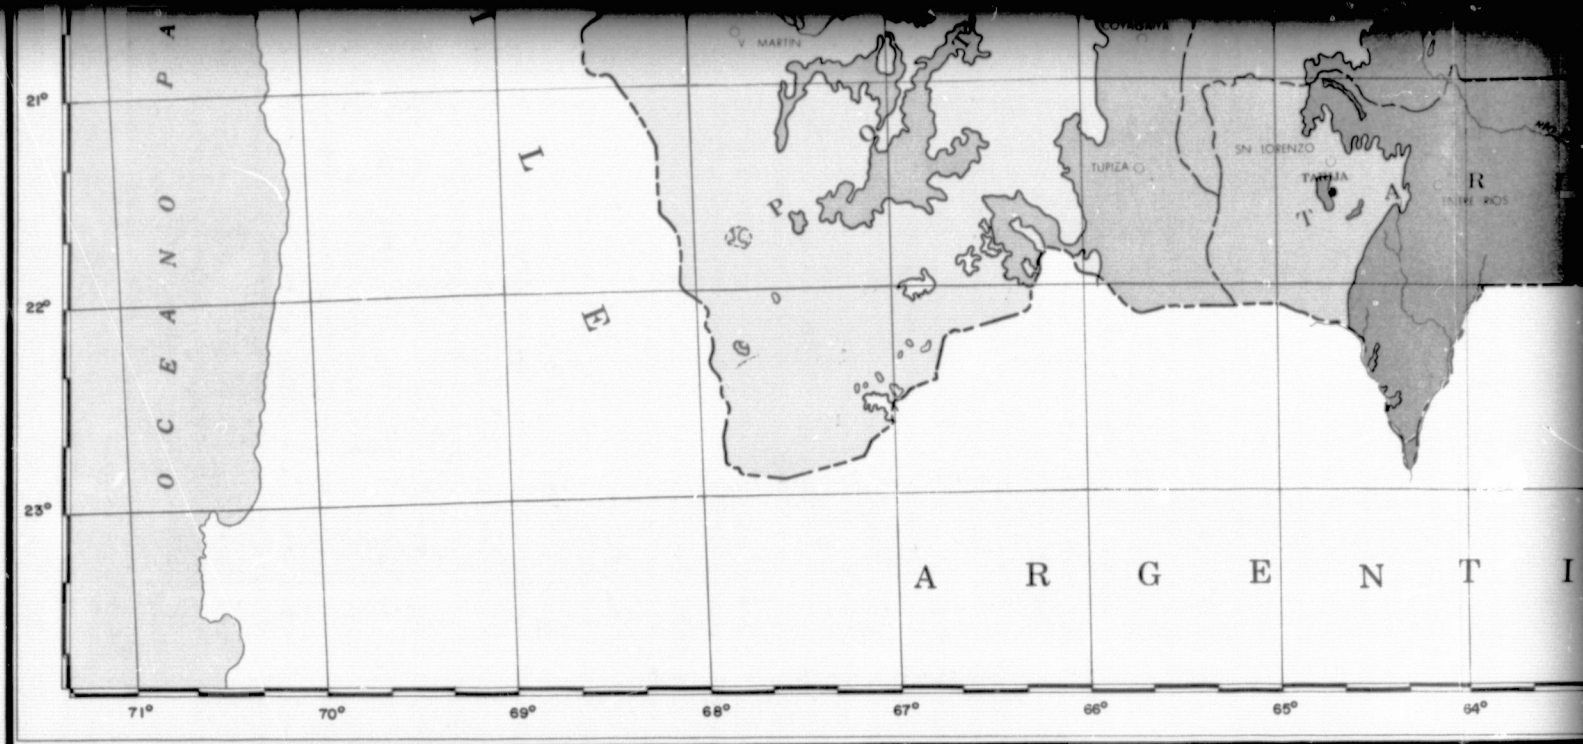 COTAGAITA
V. MARTIN
21°
O C E A N O P A
L
E
P O
TUPIZA
SN LORENZO
TARIJA
T A R
ENTRE RIOS
22°
23°
A R G E N T I
71° 70° 69° 68° 67° 66° 65° 64°